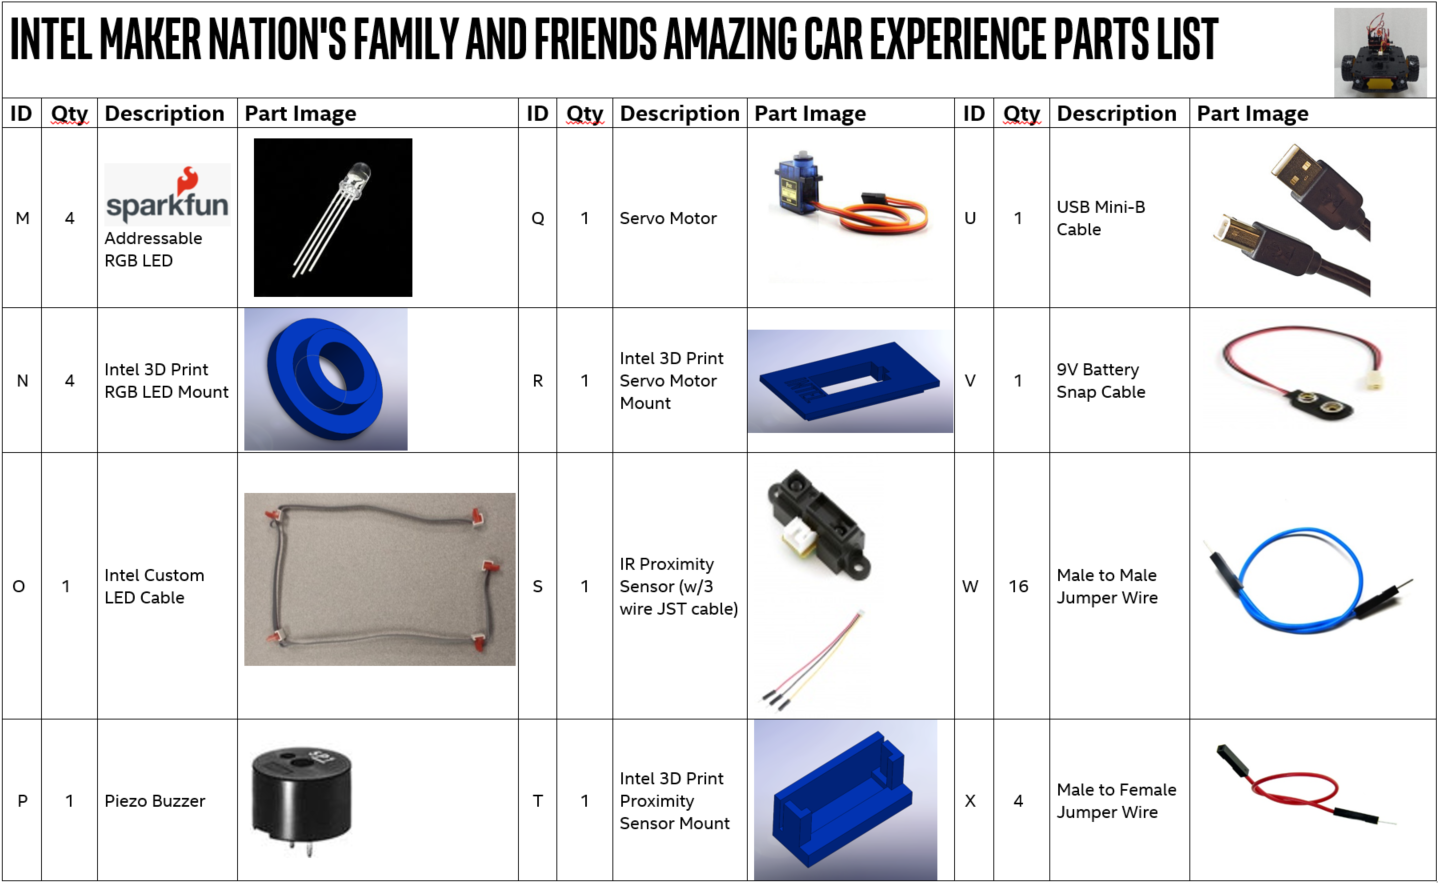 INTEL MAKER NATION'S FAMILY AND FRIENDS AMAZING CAR EXPERIENCE PARTS LIST
ID Qty Description Part Image ID Qty Description Part Image ID Qty Description Part Image
M 4 sparkfun
Addressable
RGB LED
Q 1 Servo Motor
U 1 USB Mini-B
Cable
N 4 Intel 3D Print
RGB LED Mount
R 1 Intel 3D Print
Servo Motor
Mount
V 1 9V Battery
Snap Cable
O 1 Intel Custom
LED Cable
S 1 IR Proximity
Sensor (w/3
wire JST cable)
W 16 Male to Male
Jumper Wire
P 1 Piezo Buzzer
T 1 Intel 3D Print
Proximity
Sensor Mount
X 4 Male to Female
Jumper Wire